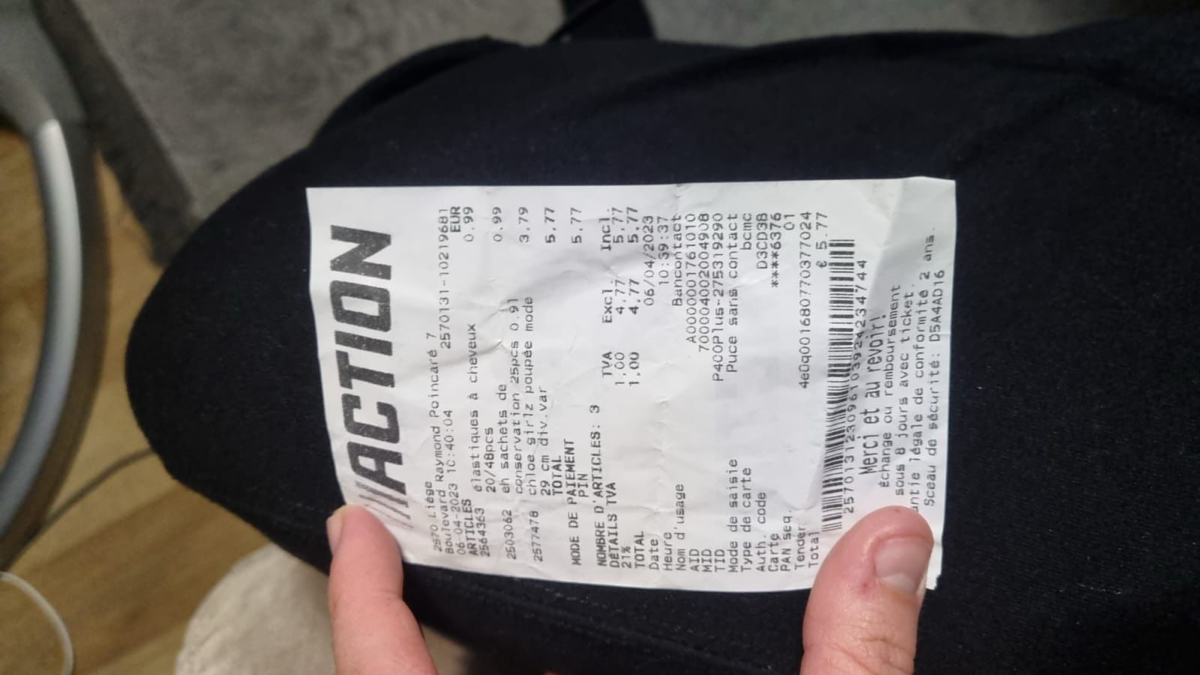 ACTION
2570 Liège
Boulevard Raymond Poincaré 7
06-04-2023 10:40:04 2570131-10219681
ARTICLES EUR
2564363 élastiques à cheveux 0.99
20/48pcs
2503062 eh sachets de 0.99
conservation 25pcs 0.91
2577478 chloe girlz poupée mode 3.79
29 cm div.var
TOTAL 5.77
MODE DE PAIEMENT
PIN 5.77
NOMBRE D'ARTICLES: 3
DÉTAILS TVA TVA Excl. Incl.
21% 1.00 4.77 5.77
TOTAL 1.00 4.77 5.77
Date 06/04/2023
Heure 10:39:37
Nom d'usage Bancontact
AID A0000001761010
MID 700004002004908
TID P400Plus-275319290
Mode de saisie Puce sans contact
Type de carte bcmc
Auth. code D3CD3B
Carte ****6376
PAN seq. 01
Tender 4e0q001680770377024
Total € 5.77
Merci et au revoir!
échange ou remboursement
sous 8 jours avec ticket.
légale de conformité 2 ans.
Sceau de sécurité: D5A4AD16